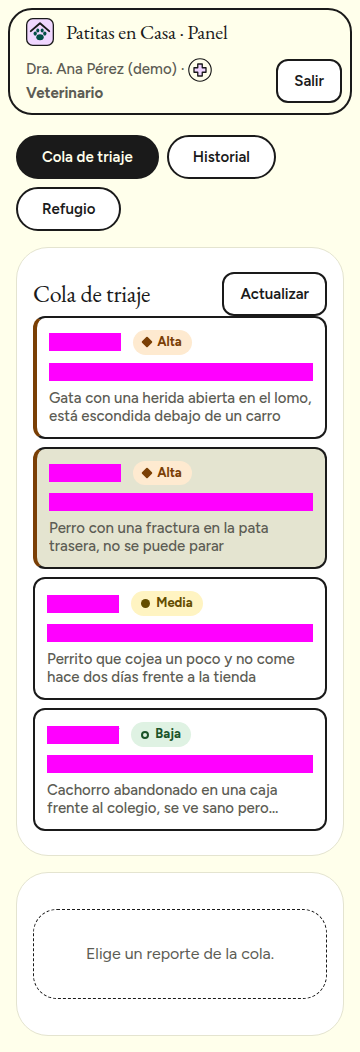 Patitas en Casa · Panel
Dra. Ana Pérez (demo) ·
Veterinario
Salir
Cola de triaje
Historial
Refugio
Cola de triaje
Actualizar
Alta
Gata con una herida abierta en el lomo,
está escondida debajo de un carro
Alta
Perro con una fractura en la pata
trasera, no se puede parar
Media
Perrito que cojea un poco y no come
hace dos días frente a la tienda
Baja
Cachorro abandonado en una caja
frente al colegio, se ve sano pero...
Elige un reporte de la cola.